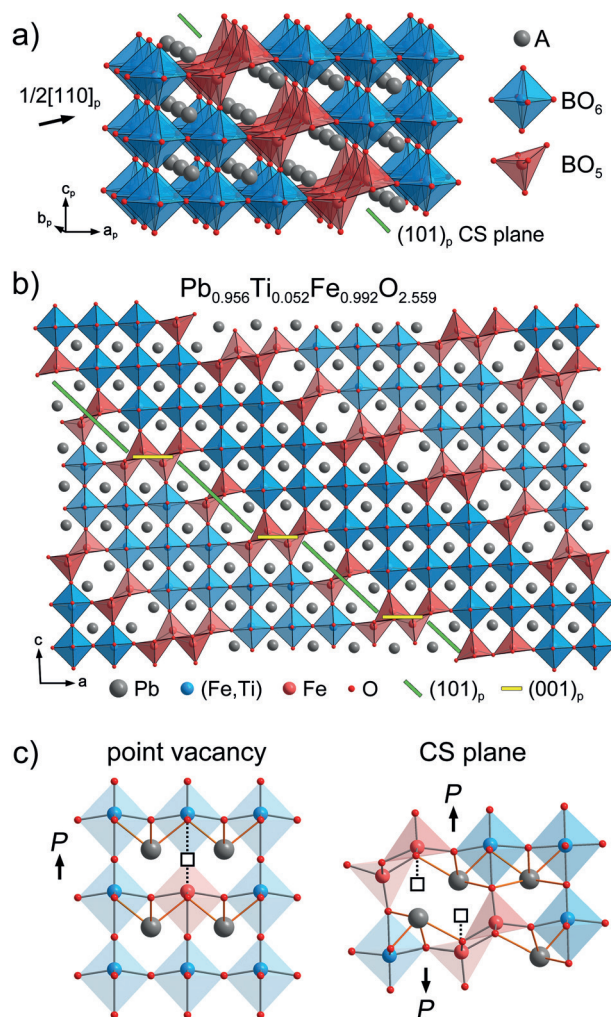 a)
A
1/2[110]ₚ
BO₆
BO₅
cₚ
bₚ
aₚ
(101)ₚ CS plane
b)
Pb₀.₉₅₆Ti₀.₀₅₂Fe₀.₉₉₂O₂.₅₅₉
c
a
Pb (Fe,Ti) Fe O (101)ₚ (001)ₚ
c)
point vacancy CS plane
P
P
P